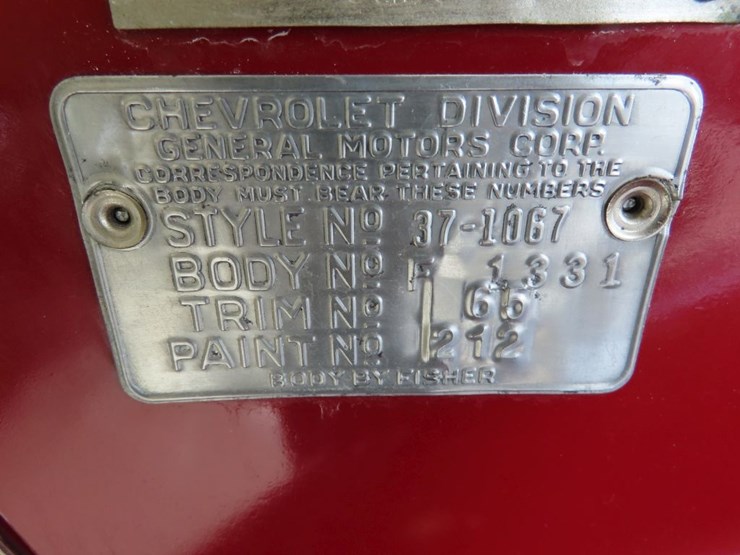 CHEVROLET DIVISION
GENERAL MOTORS CORP.
CORRESPONDENCE PERTAINING TO THE
BODY MUST BEAR THESE NUMBERS
STYLE Nº 37-1067
BODY Nº F 1331
TRIM Nº 65
PAINT Nº 212
BODY BY FISHER